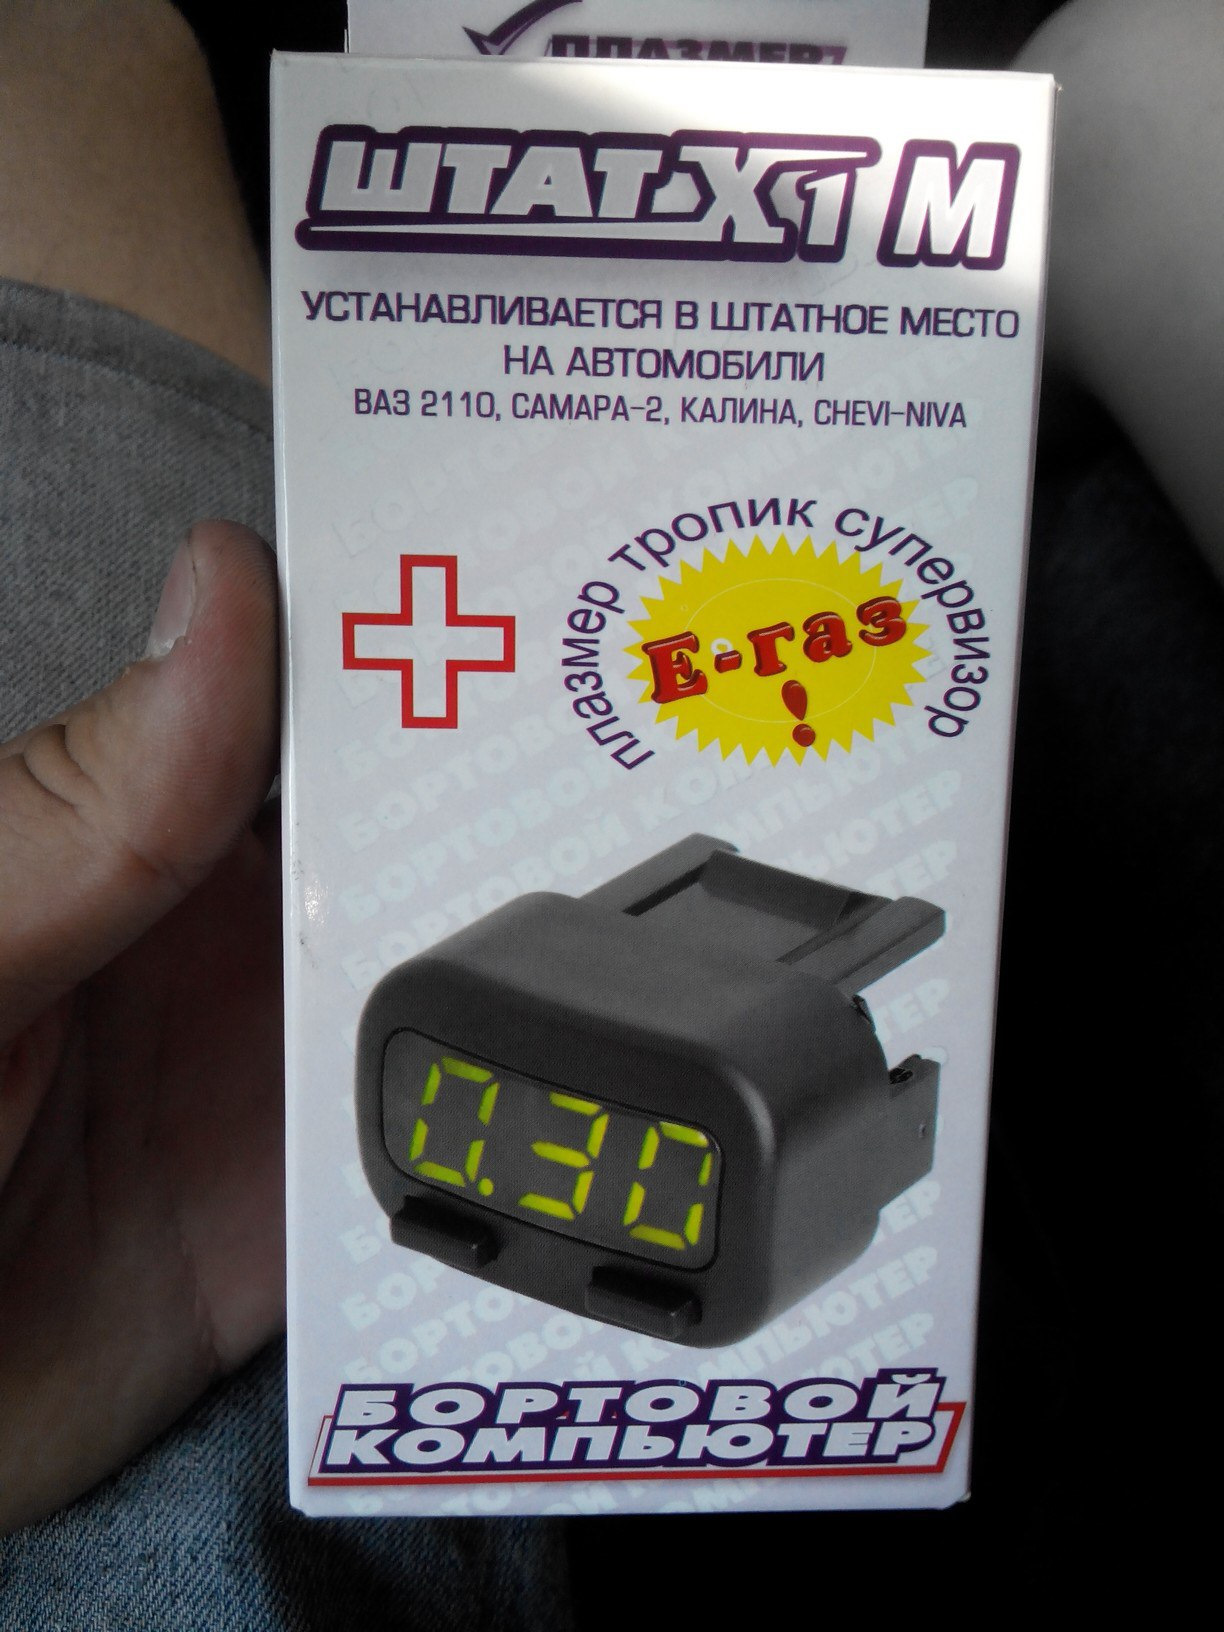 ПЛАЗМЕР
ШТАТ X1 М
УСТАНАВЛИВАЕТСЯ В ШТАТНОЕ МЕСТО
НА АВТОМОБИЛИ
ВАЗ 2110, САМАРА-2, КАЛИНА, CHEVI-NIVA
плазмер тропик супервизор
Е-газ
!
0.30
БОРТОВОЙ
КОМПЬЮТЕР